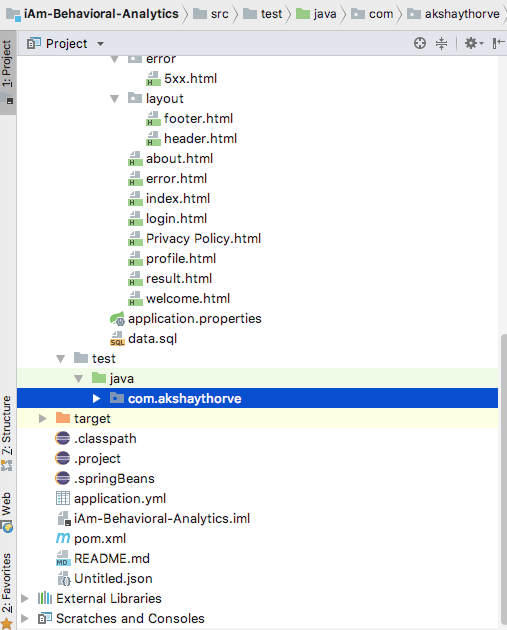 iAm-Behavioral-Analytics src test java com akshaythorve
1: Project
Project
error
5xx.html
layout
footer.html
header.html
about.html
error.html
index.html
login.html
Privacy Policy.html
profile.html
result.html
welcome.html
application.properties
data.sql
test
java
com.akshaythorve
target
.classpath
.project
.springBeans
application.yml
iAm-Behavioral-Analytics.iml
pom.xml
README.md
Untitled.json
External Libraries
Scratches and Consoles
7: Structure
Web
2: Favorites